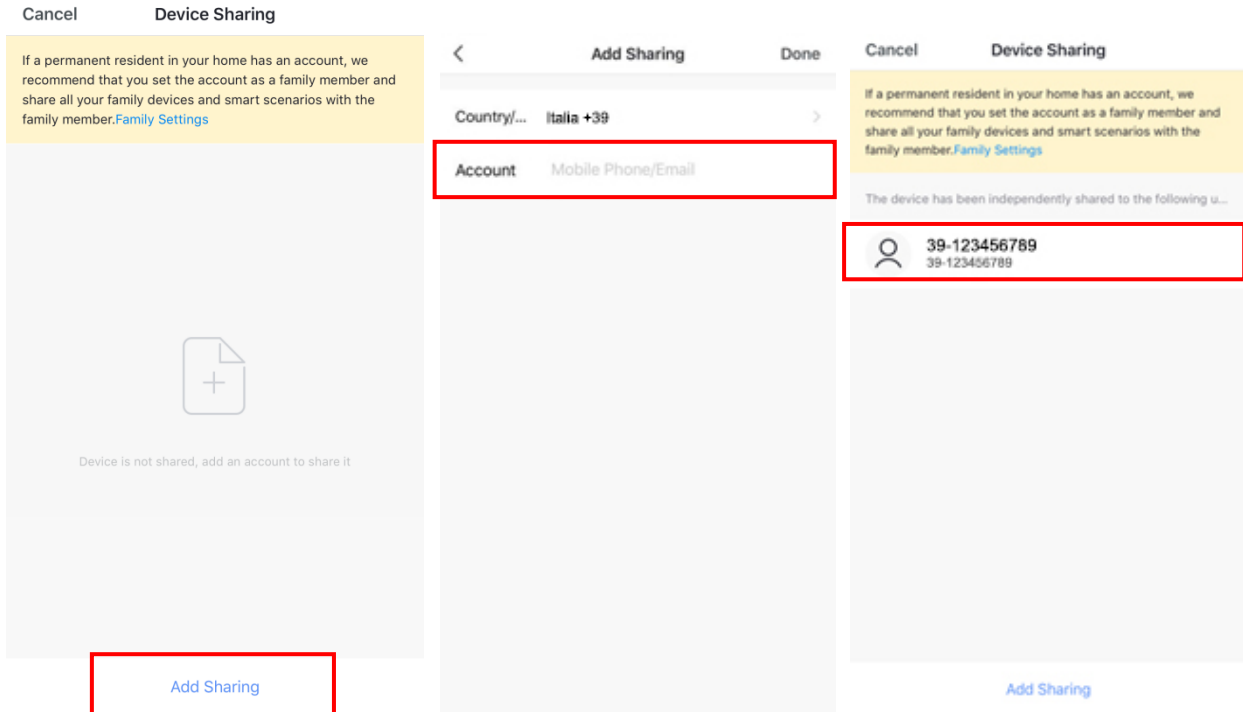 Cancel Device Sharing
If a permanent resident in your home has an account, we
recommend that you set the account as a family member and
share all your family devices and smart scenarios with the
family member.Family Settings
Device is not shared, add an account to share it
Add Sharing
Add Sharing Done
Country/... Italia +39
Account Mobile Phone/Email
Cancel Device Sharing
If a permanent resident in your home has an account, we
recommend that you set the account as a family member and
share all your family devices and smart scenarios with the
family member.Family Settings
The device has been independently shared to the following u...
39-123456789
39-123456789
Add Sharing